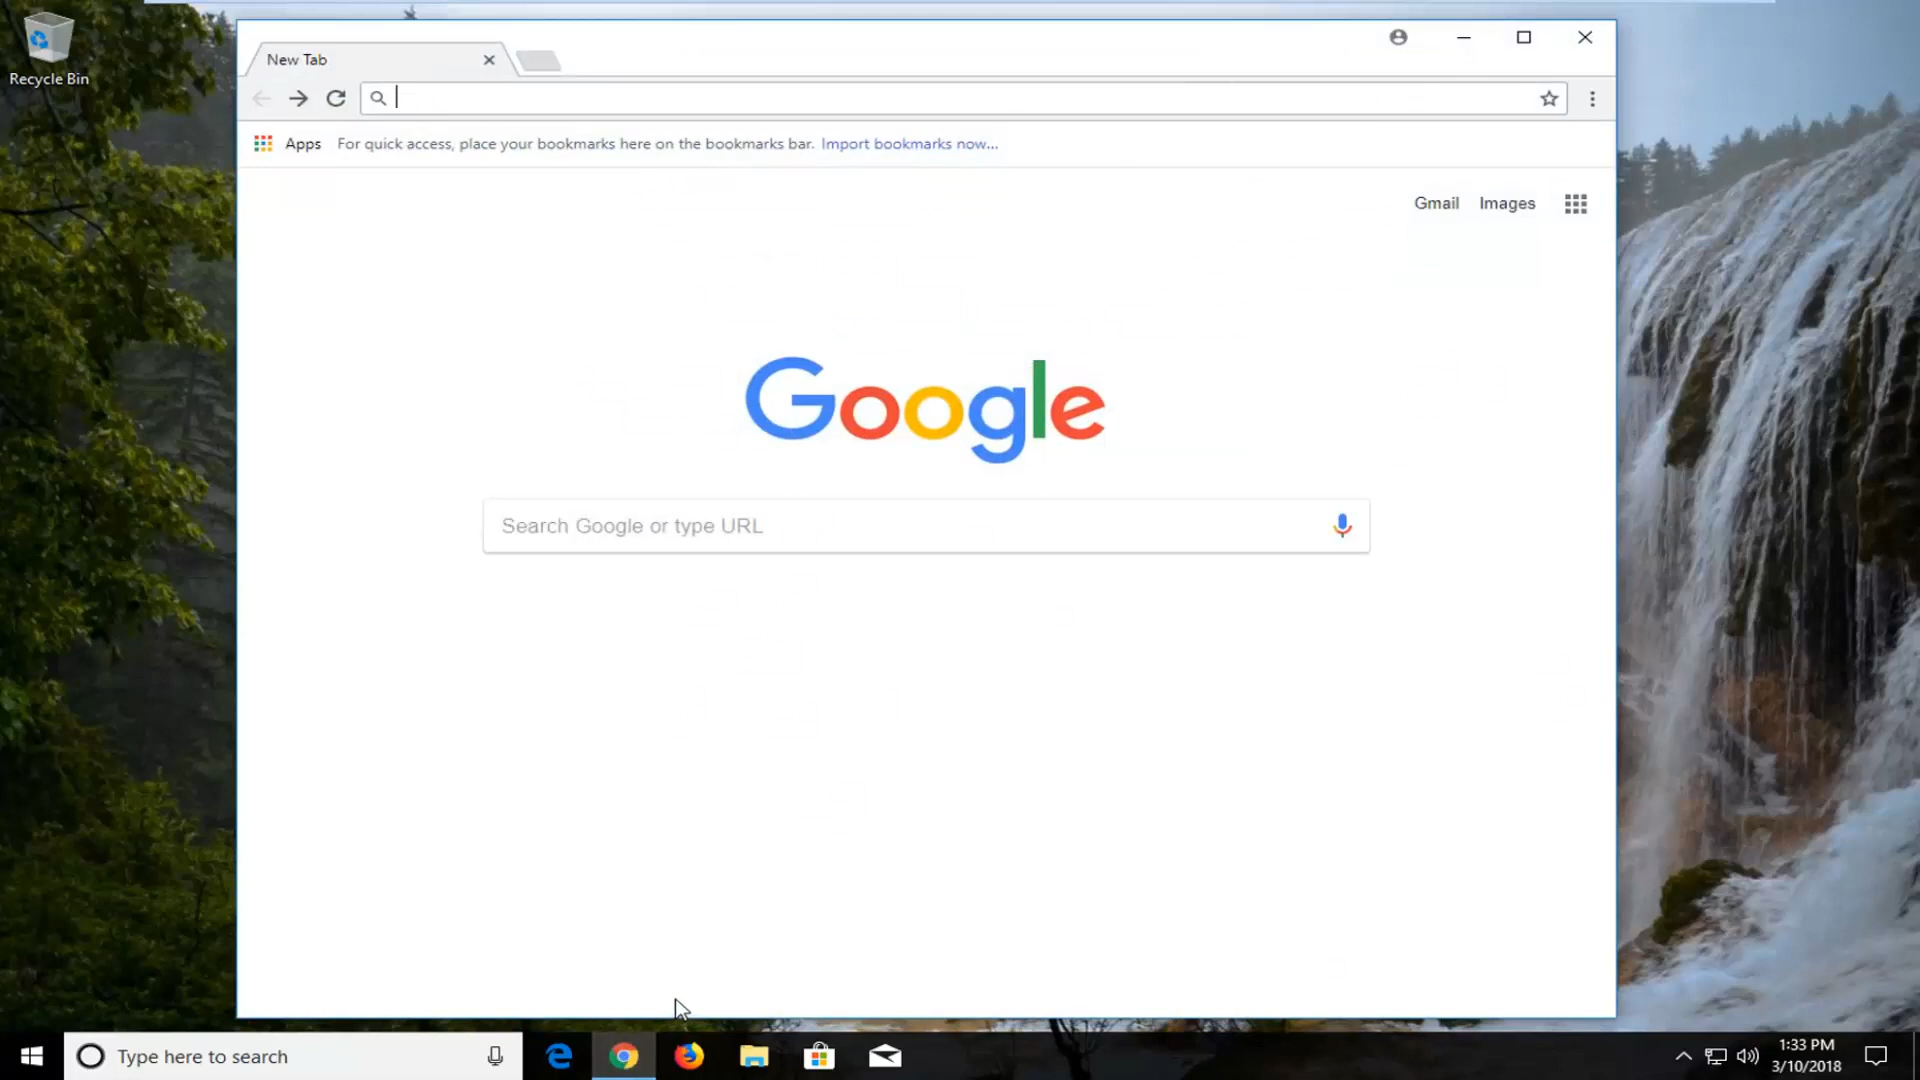 Recycle Bin
New Tab
Apps For quick access, place your bookmarks here on the bookmarks bar. Import bookmarks now...
Gmail Images
Google
Search Google or type URL
Type here to search
1:33 PM
3/10/2018